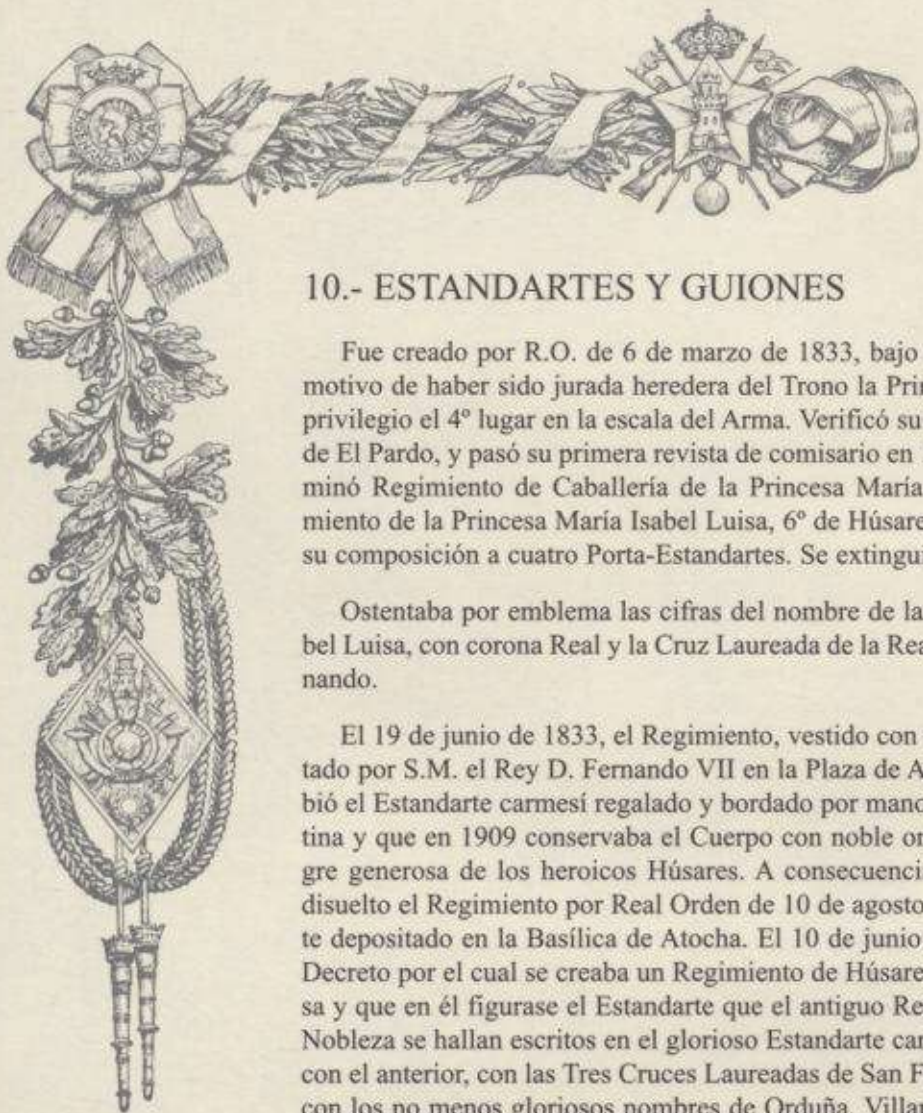 10.- ESTANDARTES Y GUIONES
Fue creado por R.O. de 6 de marzo de 1833, bajo
motivo de haber sido jurada heredera del Trono la Prin
privilegio el 4º lugar en la escala del Arma. Verificó su
de El Pardo, y pasó su primera revista de comisario en
minó Regimiento de Caballería de la Princesa María
miento de la Princesa María Isabel Luisa, 6º de Húsare
su composición a cuatro Porta-Estandartes. Se extingui
Ostentaba por emblema las cifras del nombre de la
bel Luisa, con corona Real y la Cruz Laureada de la Rea
nando.
El 19 de junio de 1833, el Regimiento, vestido con
tado por S.M. el Rey D. Fernando VII en la Plaza de A
bió el Estandarte carmesí regalado y bordado por mano
tina y que en 1909 conservaba el Cuerpo con noble or
gre generosa de los heroicos Húsares. A consecuenci
disuelto el Regimiento por Real Orden de 10 de agosto
te depositado en la Basílica de Atocha. El 10 de junio
Decreto por el cual se creaba un Regimiento de Húsare
sa y que en él figurase el Estandarte que el antiguo Re
Nobleza se hallan escritos en el glorioso Estandarte car
con el anterior, con las Tres Cruces Laureadas de San F
con los no menos gloriosos nombres de Orduña, Villar